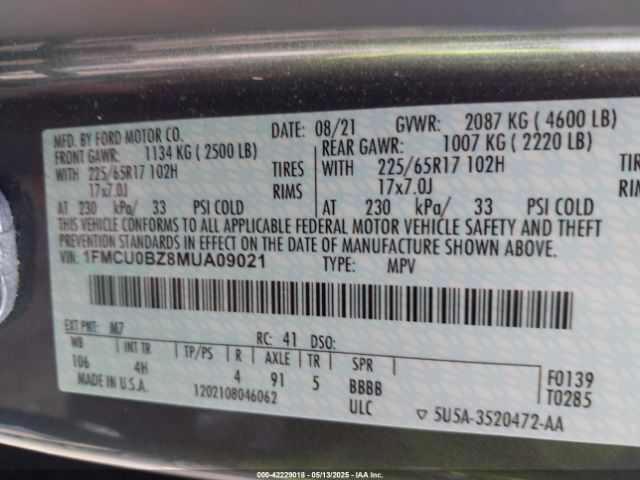 MFD. BY FORD MOTOR CO. DATE: 08/21 GVWR: 2087 KG ( 4600 LB)
FRONT GAWR: 1134 KG ( 2500 LB) REAR GAWR: 1007 KG ( 2220 LB)
WITH 225/65R17 102H TIRES WITH 225/65R17 102H TIRE
17x7.0J RIMS 17x7.0J RIMS
AT 230 kPa/ 33 PSI COLD AT 230 kPa/ 33 PSI COLD
THIS VEHICLE CONFORMS TO ALL APPLICABLE FEDERAL MOTOR VEHICLE SAFETY AND THEFT
PREVENTION STANDARDS IN EFFECT ON THE DATE OF MANUFACTURE SHOWN ABOVE.
VIN: 1FMCU0BZ8MUA09021 TYPE: MPV
EXT PNT: M7 RC: 41 DSO:
WB INT TR TP/PS R AXLE TR SPR
106 4H 4 91 5 BBBB F0139
MADE IN U.S.A. 1202108046062 ULC T0285
▽ 5U5A-3520472-AA
000-42229018 - 05/13/2025 - IAA Inc.